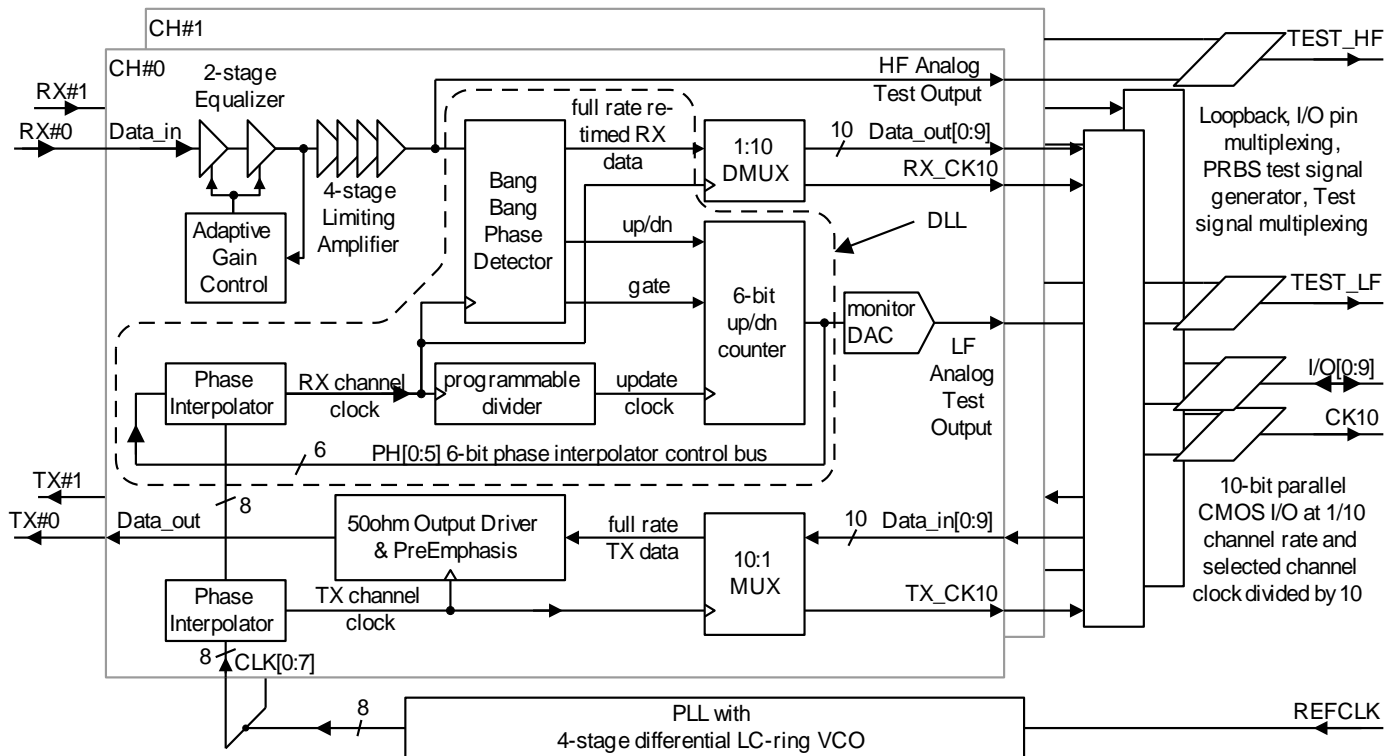 CH#1
CH#0
TEST_HF
2-stage
Equalizer
HF Analog
Test Output
RX#1
RX#0
Data_in
full rate re-
timed RX
data
1:10
DMUX
10
Data_out[0:9]
RX_CK10
Loopback, I/O pin
multiplexing,
PRBS test signal
generator, Test
signal multiplexing
4-stage
Limiting
Amplifier
Adaptive
Gain
Control
Bang
Bang
Phase
Detector
up/dn
gate
DLL
6-bit
up/dn
counter
monitor
DAC
TEST_LF
LF
Analog
Test
Output
I/O[0:9]
CK10
Phase
Interpolator
RX channel
clock
programmable
divider
update
clock
6
PH[0:5] 6-bit phase interpolator control bus
8
TX#1
TX#0
Data_out
50ohm Output Driver
& PreEmphasis
full rate
TX data
10:1
MUX
10
Data_in[0:9]
TX_CK10
10-bit parallel
CMOS I/O at 1/10
channel rate and
selected channel
clock divided by 10
Phase
Interpolator
TX channel
clock
8
CLK[0:7]
8
PLL with
4-stage differential LC-ring VCO
REFCLK